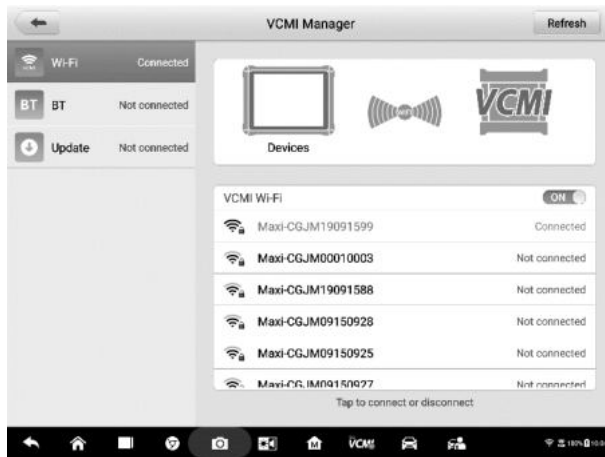 VCMI Manager
Refresh
Wi-Fi Connected
BT BT Not connected
Update Not connected
VCMI
Devices
VCMI Wi-Fi ON
Maxi-CGJM19091599 Connected
Maxi-CGJM00010003 Not connected
Maxi-CGJM19091588 Not connected
Maxi-CGJM09150928 Not connected
Maxi-CGJM09150925 Not connected
Maxi-CGJM09150927 Not connected
Tap to connect or disconnect
M VCMI